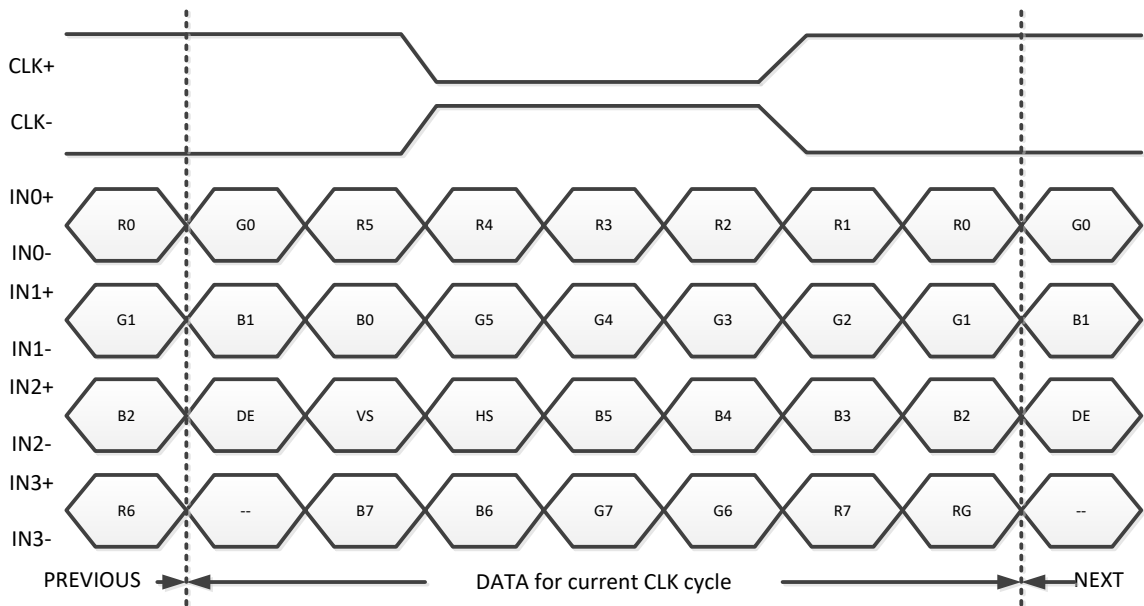 CLK+
CLK-
IN0+
R0 G0 R5 R4 R3 R2 R1 R0 G0
IN0-
IN1+
G1 B1 B0 G5 G4 G3 G2 G1 B1
IN1-
IN2+
B2 DE VS HS B5 B4 B3 B2 DE
IN2-
IN3+
R6 -- B7 B6 G7 G6 R7 RG --
IN3-
PREVIOUS DATA for current CLK cycle NEXT